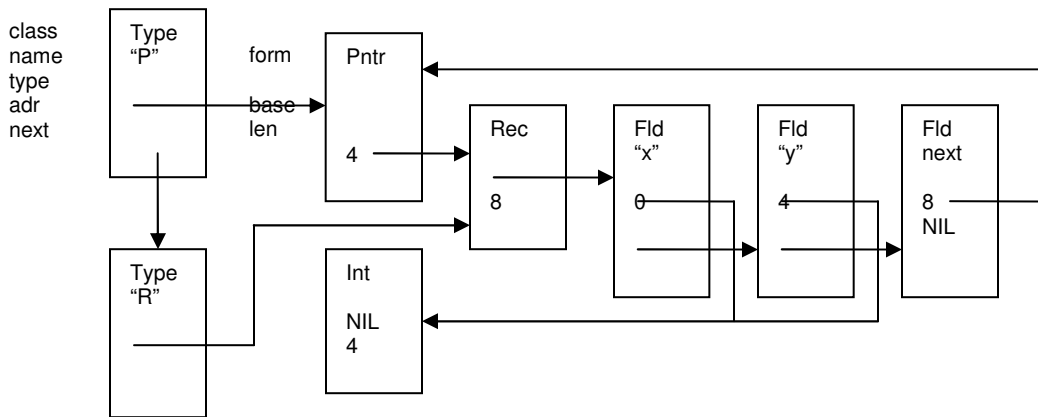 class
name
type
adr
next
Type
“P”
form
base
len
Pntr
4
Rec
8
Fld
“x”
0
Fld
“y”
4
Fld
next
8
NIL
Type
“R”
Int
NIL
4